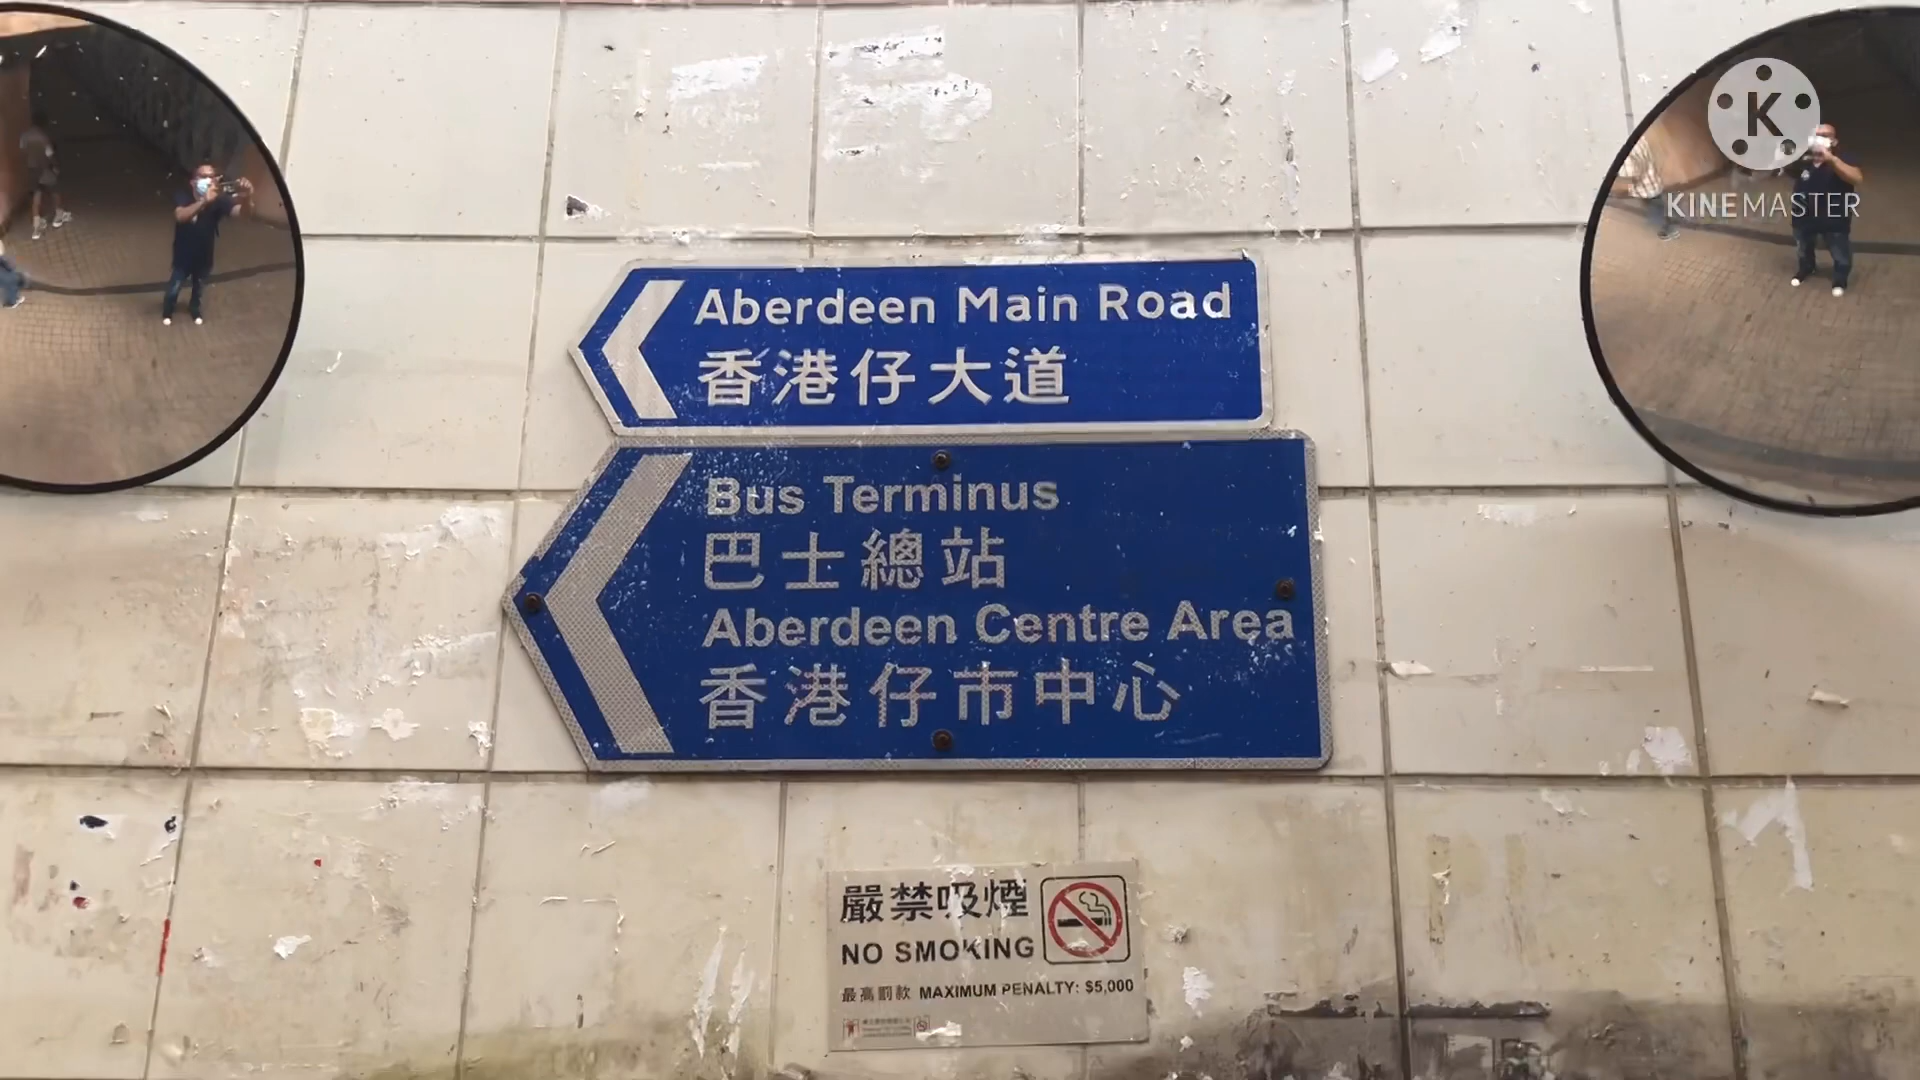 K
KINEMASTER
Aberdeen Main Road
香港仔大道
Bus Terminus
巴士總站
Aberdeen Centre Area
香港仔市中心
嚴禁吸煙
NO SMOKING
最高罰款 MAXIMUM PENALTY: $5,000